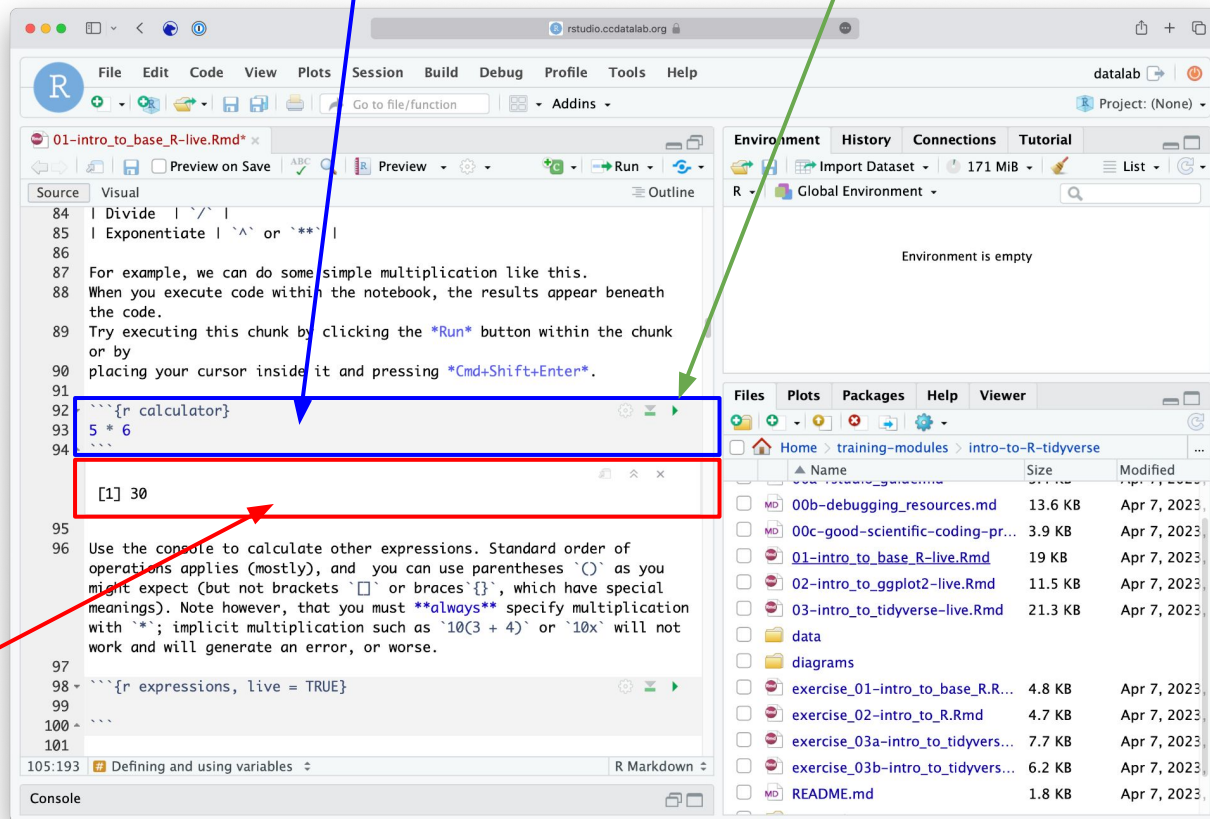 rstudio.ccdatalab.org
R
File Edit Code View Plots Session Build Debug Profile Tools Help
datalab
Go to file/function
Addins
R Project: (None)
01-intro_to_base_R-live.Rmd*
Preview on Save ABC Preview Run
Source Visual Outline
84 | Divide | `/` |
85 | Exponentiate | `^` or `**` |
86
87 For example, we can do some simple multiplication like this.
88 When you execute code within the notebook, the results appear beneath
the code.
89 Try executing this chunk by clicking the *Run* button within the chunk
or by
90 placing your cursor inside it and pressing *Cmd+Shift+Enter*.
91
92 ```{r calculator}
93 5 * 6
94 ```
[1] 30
95
96 Use the console to calculate other expressions. Standard order of
operations applies (mostly), and  you can use parentheses `()` as you
might expect (but not brackets `[]` or braces`{}`, which have special
meanings). Note however, that you must **always** specify multiplication
with `*`; implicit multiplication such as `10(3 + 4)` or `10x` will not
work and will generate an error, or worse.
97
98 ```{r expressions, live = TRUE}
99
100 ```
101
105:193 # Defining and using variables R Markdown
Console
Environment History Connections Tutorial
Import Dataset 171 MiB List
R Global Environment
Environment is empty
Files Plots Packages Help Viewer
Home > training-modules > intro-to-R-tidyverse ...
Name Size Modified
MD 00b-debugging_resources.md 13.6 KB Apr 7, 2023,
MD 00c-good-scientific-coding-pr... 3.9 KB Apr 7, 2023,
01-intro_to_base_R-live.Rmd 19 KB Apr 7, 2023,
02-intro_to_ggplot2-live.Rmd 11.5 KB Apr 7, 2023,
03-intro_to_tidyverse-live.Rmd 21.3 KB Apr 7, 2023,
data
diagrams
exercise_01-intro_to_base_R.R... 4.8 KB Apr 7, 2023,
exercise_02-intro_to_R.Rmd 4.7 KB Apr 7, 2023,
exercise_03a-intro_to_tidyvers... 7.7 KB Apr 7, 2023,
exercise_03b-intro_to_tidyvers... 6.2 KB Apr 7, 2023,
MD README.md 1.8 KB Apr 7, 2023,